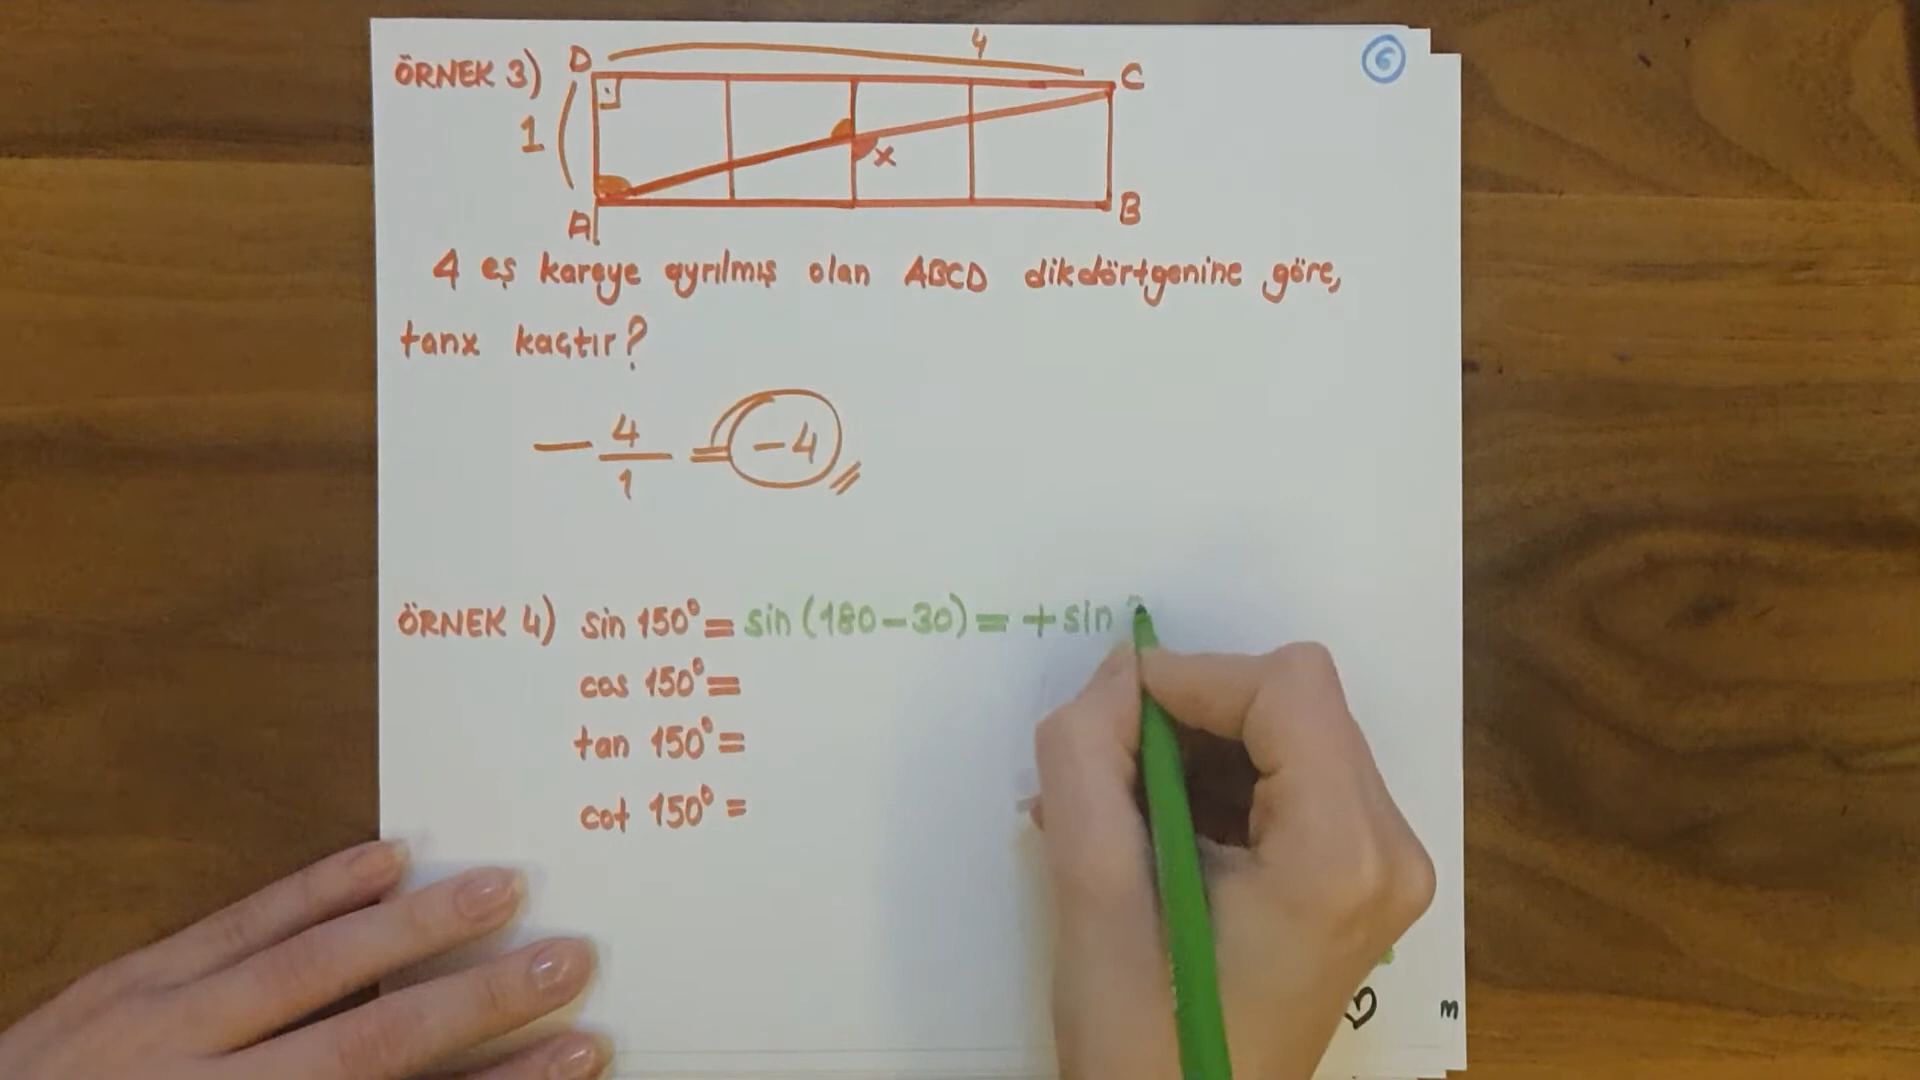 ÖRNEK 3) D 4 C 6
1
x
A B
4 eş kareye ayrılmış olan ABCD dikdörtgenine göre,
tanx kaçtır?
- 4/1 = -4
ÖRNEK 4) sin 150° = sin (180-30) = + sin
cos 150° =
tan 150° =
cot 150° =
m